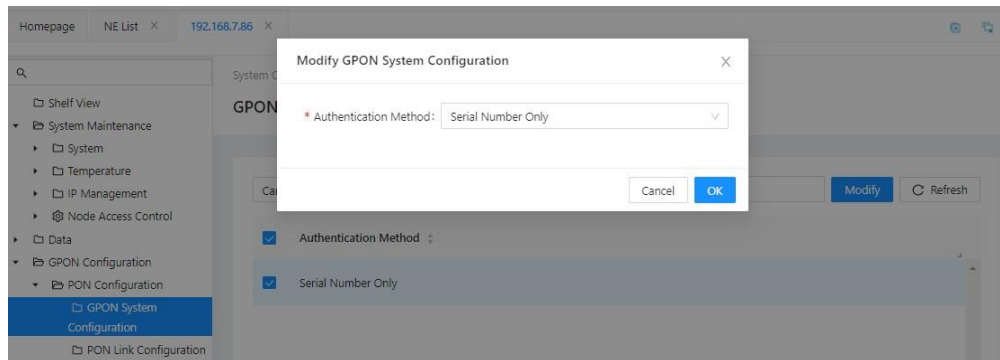 Homepage
NE List
192.168.7.86
System C
GPON
Shelf View
System Maintenance
System
Temperature
IP Management
Node Access Control
Data
GPON Configuration
PON Configuration
GPON System
Configuration
PON Link Configuration
Modify GPON System Configuration
* Authentication Method: Serial Number Only
Cancel OK
Car
Modify
Refresh
Authentication Method
Serial Number Only